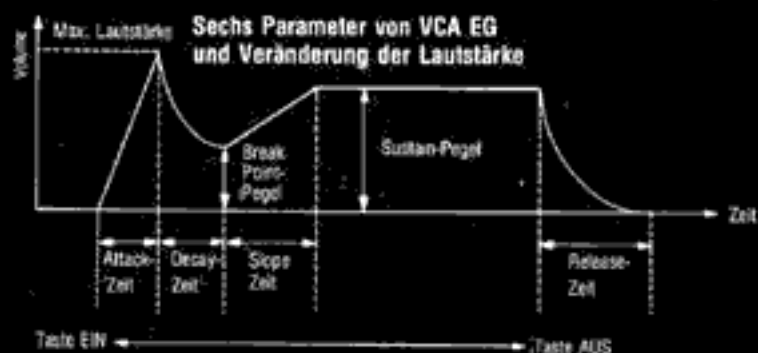 Sechs Parameter von VCA EG
und Veränderung der Lautstärke
Max. Lautstärke
Volume
Break
Point-
Pegel
Sustain-Pegel
Zeit
Attack-
Zeit
Decay-
Zeit
Slope
Zeit
Release-
Zeit
Taste EIN
Taste AUS